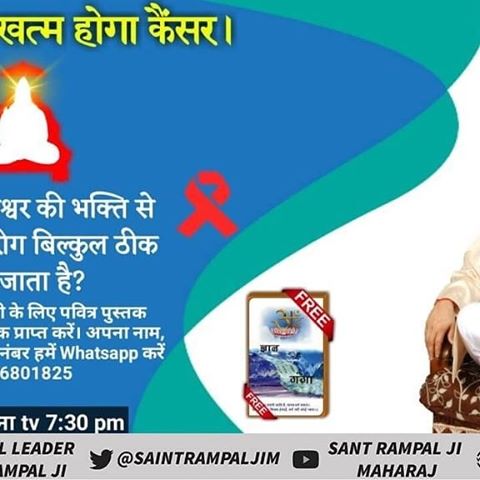 खत्म होगा कैंसर।
श्वर की भक्ति से
रोग बिल्कुल ठीक
जाता है?
ी के लिए पवित्र पुस्तक
क प्राप्त करें। अपना नाम,
नंबर हमें Whatsapp करें
6801825
FREE
ज्ञान
गंगा
FREE
ना tv 7:30 pm
L LEADER
AMPAL JI
@SAINTRAMPALJIM
SANT RAMPAL JI
MAHARAJ